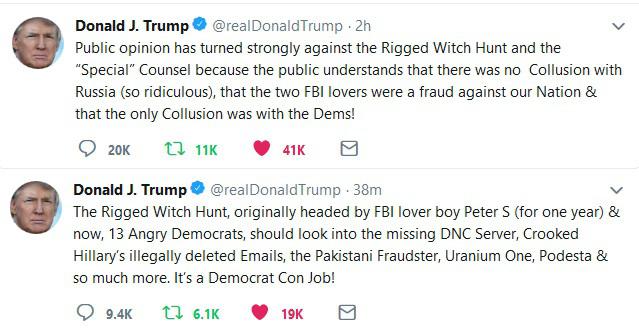 Donald J. Trump @realDonaldTrump · 2h
Public opinion has turned strongly against the Rigged Witch Hunt and the
“Special” Counsel because the public understands that there was no  Collusion with
Russia (so ridiculous), that the two FBI lovers were a fraud against our Nation &
that the only Collusion was with the Dems!
20K 11K 41K
Donald J. Trump @realDonaldTrump · 38m
The Rigged Witch Hunt, originally headed by FBI lover boy Peter S (for one year) &
now, 13 Angry Democrats, should look into the missing DNC Server, Crooked
Hillary’s illegally deleted Emails, the Pakistani Fraudster, Uranium One, Podesta &
so much more. It’s a Democrat Con Job!
9.4K 6.1K 19K